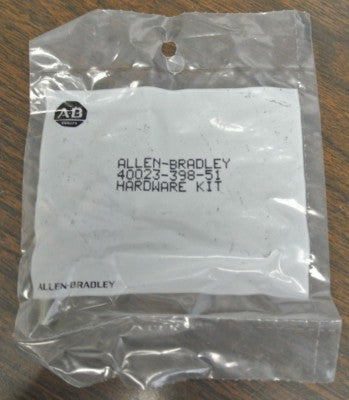 AB
ALLEN-BRADLEY
40023-398-51
HARDWARE KIT
ALLEN-BRADLEY